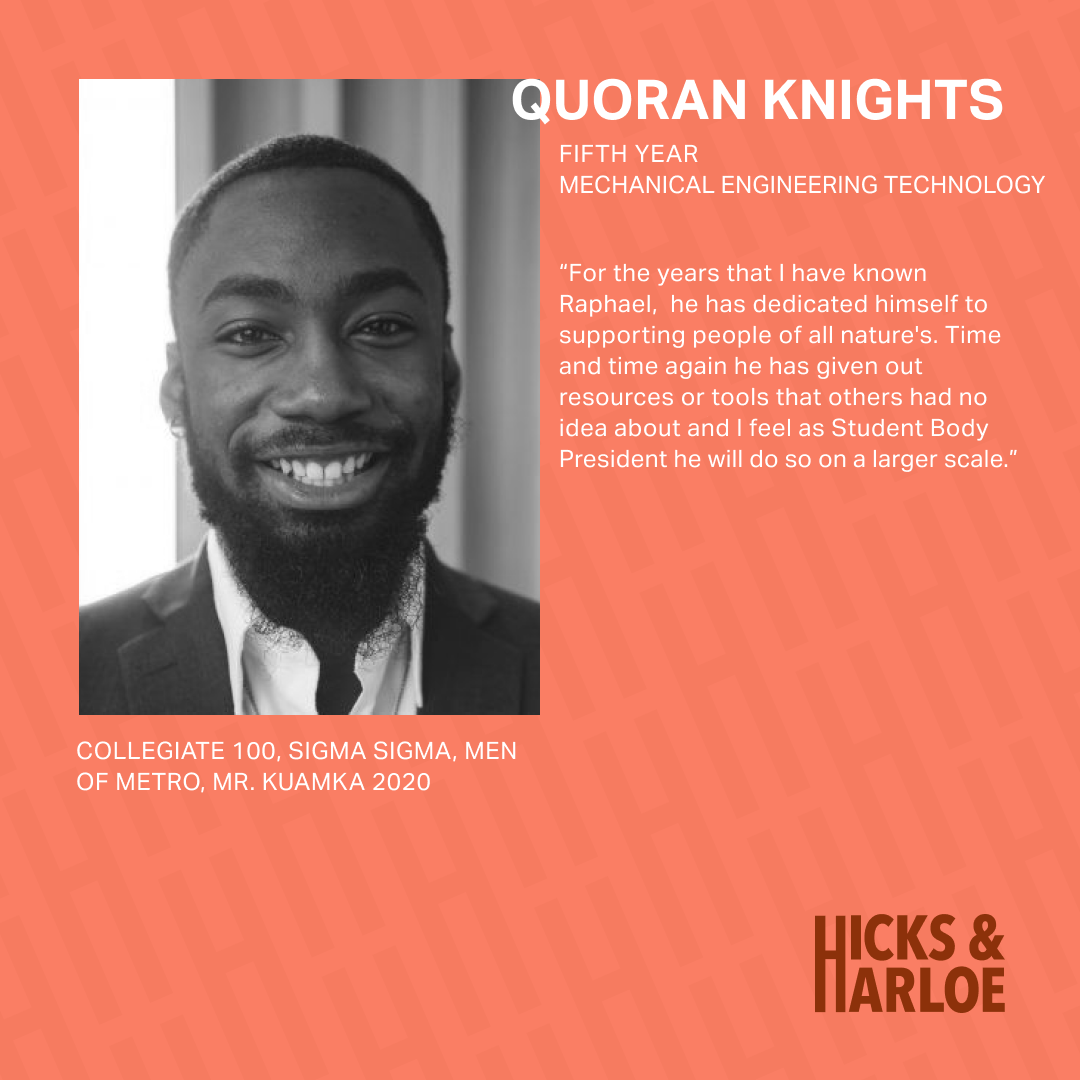 QUORAN KNIGHTS
FIFTH YEAR
MECHANICAL ENGINEERING TECHNOLOGY
“For the years that I have known
Raphael,  he has dedicated himself to
supporting people of all nature's. Time
and time again he has given out
resources or tools that others had no
idea about and I feel as Student Body
President he will do so on a larger scale.”
COLLEGIATE 100, SIGMA SIGMA, MEN
OF METRO, MR. KUAMKA 2020
HICKS &
HARLOE